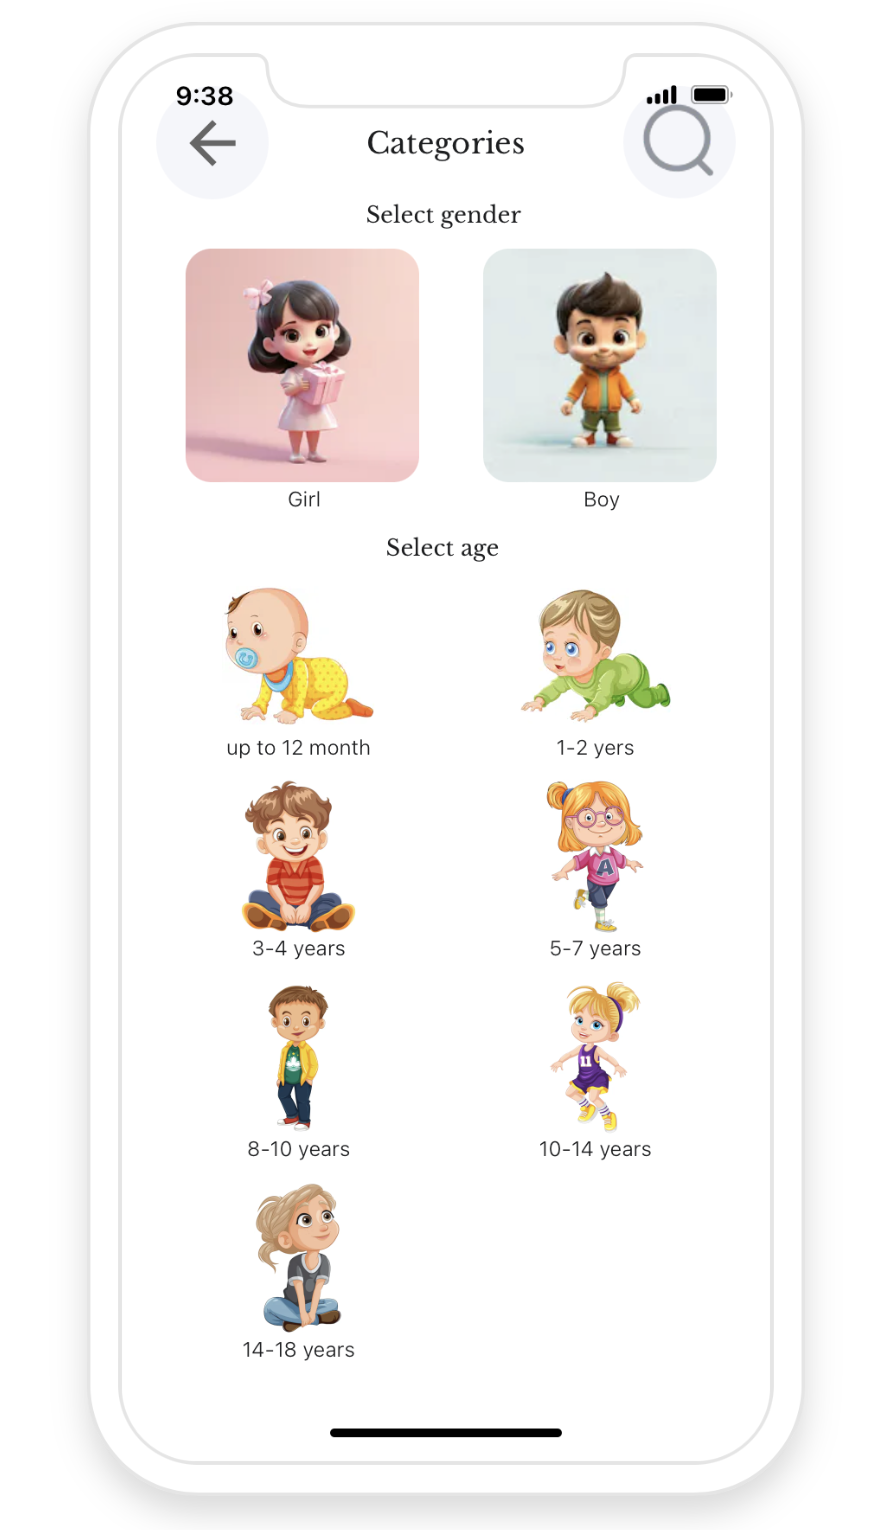 9:38
Categories
Select gender
Girl
Boy
Select age
up to 12 month
1-2 yers
3-4 years
A
5-7 years
8-10 years
11
10-14 years
14-18 years